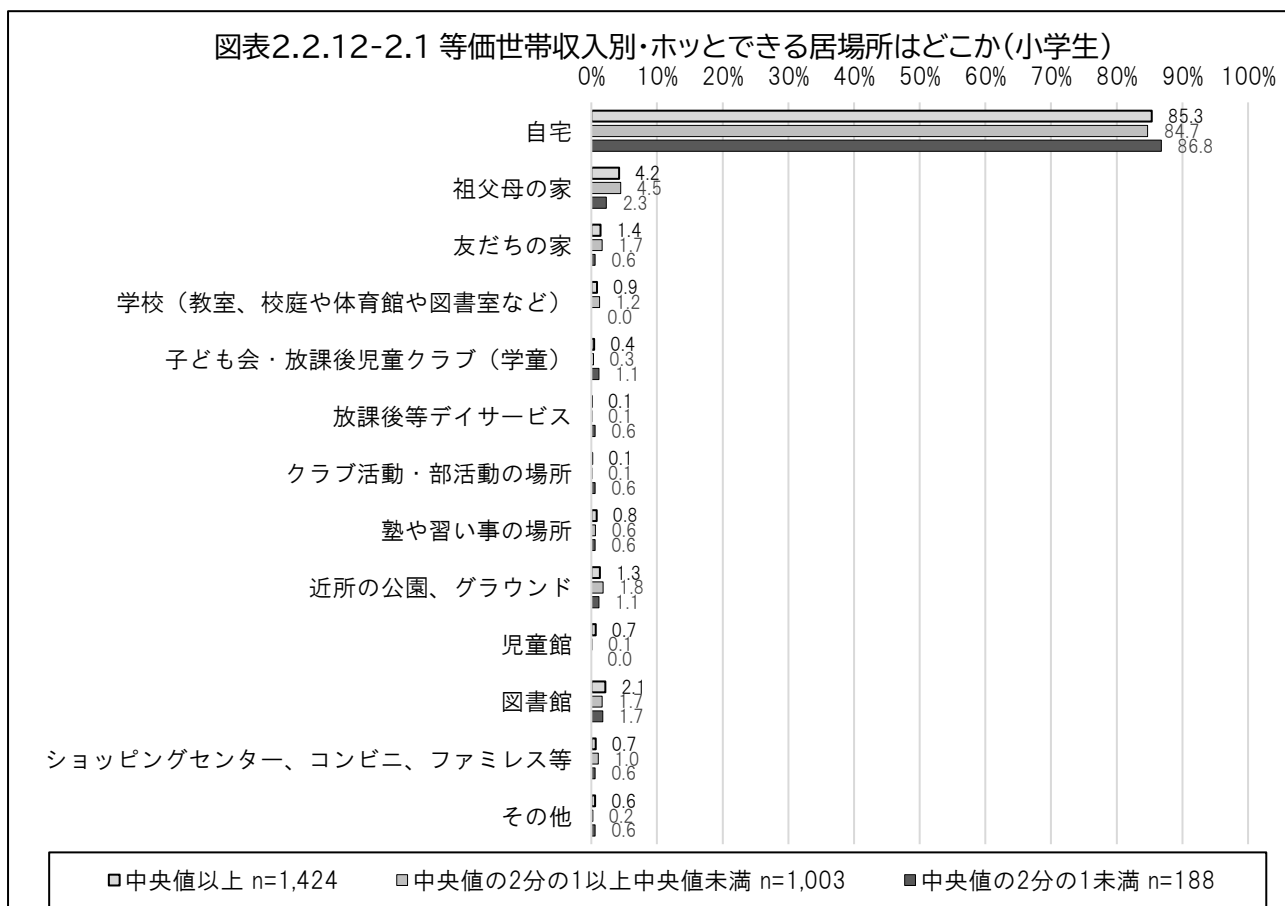 図表2.2.12-2.1 等価世帯収入別・ホッとできる居場所はどこか(小学生)
0% 10% 20% 30% 40% 50% 60% 70% 80% 90% 100%
自宅
85.3
84.7
86.8
祖父母の家
4.2
4.5
2.3
友だちの家
1.4
1.7
0.6
学校（教室、校庭や体育館や図書室など）
0.9
1.2
0.0
子ども会・放課後児童クラブ（学童）
0.4
0.3
1.1
放課後等デイサービス
0.1
0.1
0.6
クラブ活動・部活動の場所
0.1
0.1
0.6
塾や習い事の場所
0.8
0.6
0.6
近所の公園、グラウンド
1.3
1.8
1.1
児童館
0.7
0.1
0.0
図書館
2.1
1.7
1.7
ショッピングセンター、コンビニ、ファミレス等
0.7
1.0
0.6
その他
0.6
0.2
0.6
中央値以上 n=1,424 中央値の2分の1以上中央値未満 n=1,003 中央値の2分の1未満 n=188